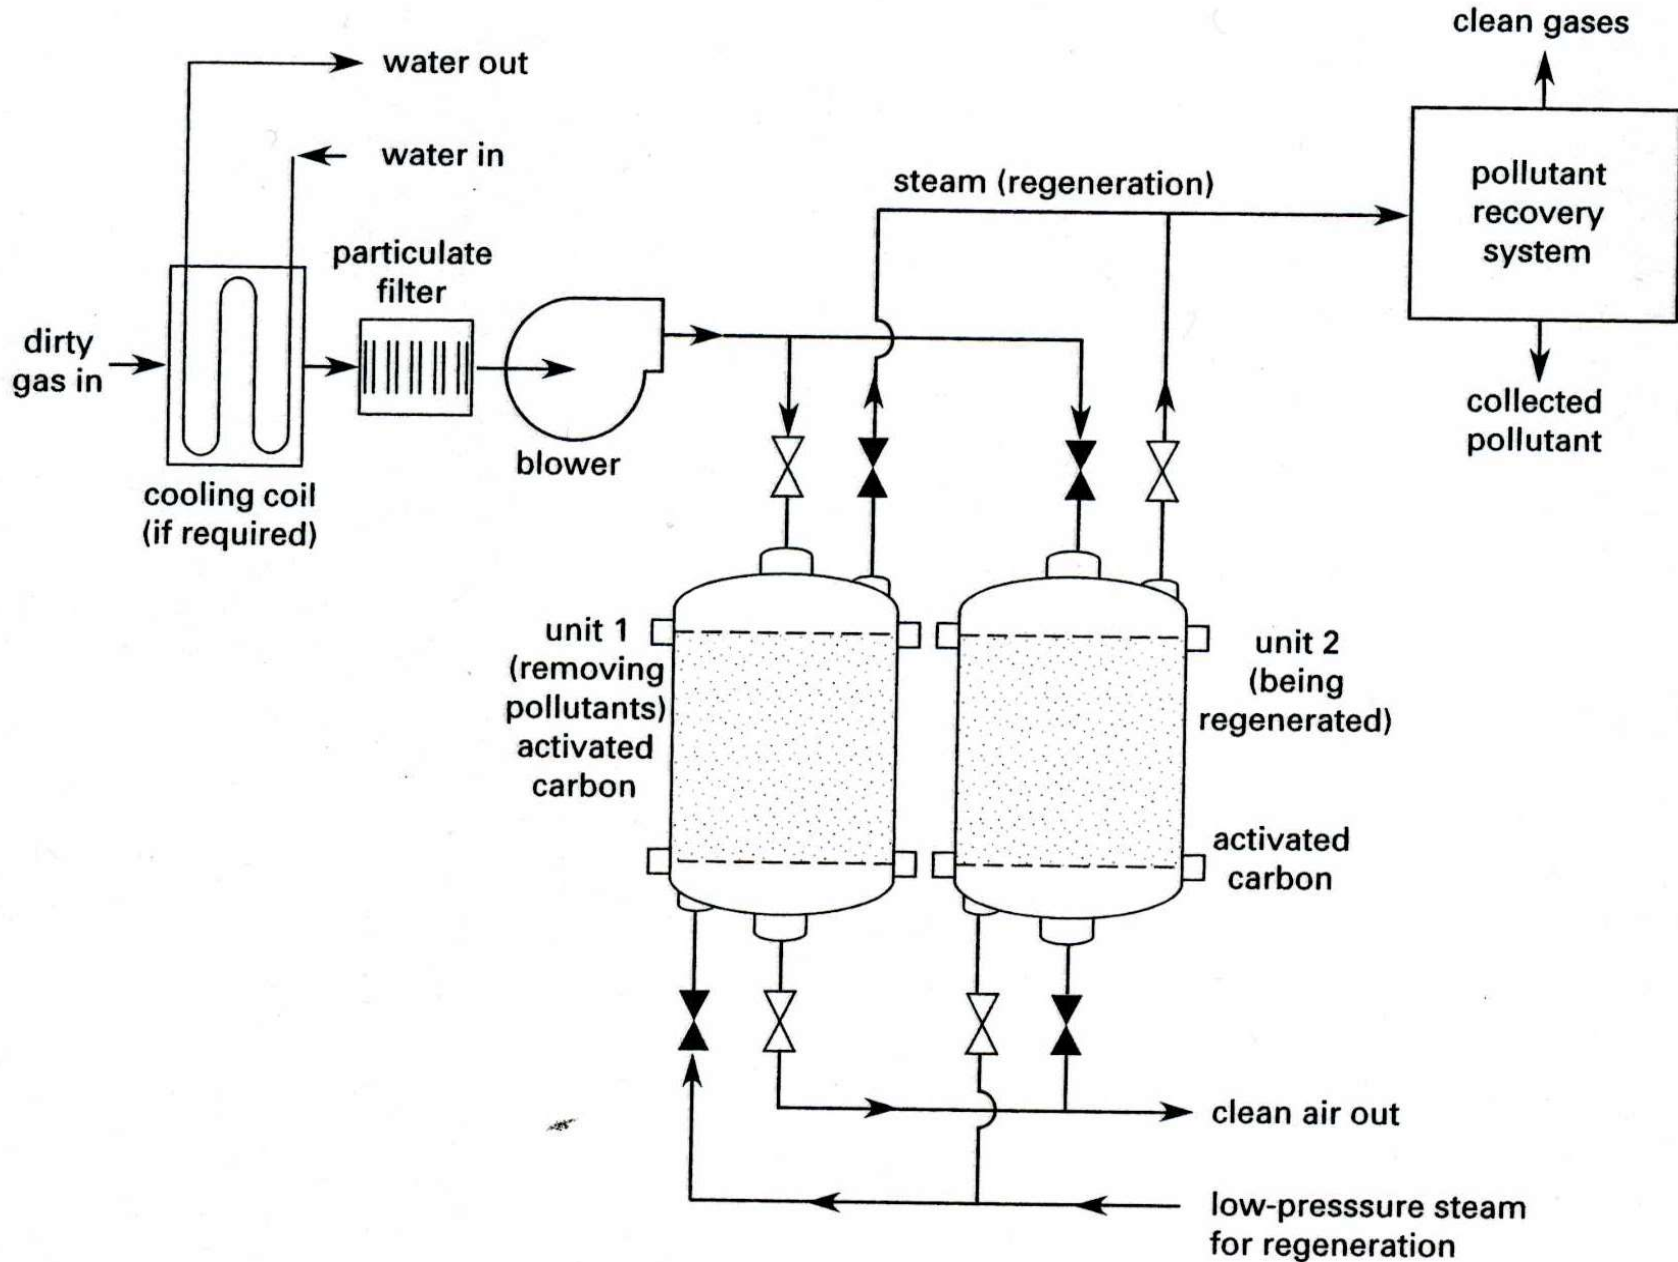 clean gases
water out
water in
steam (regeneration)
pollutant
recovery
system
particulate
filter
dirty
gas in
collected
pollutant
blower
cooling coil
(if required)
unit 1
(removing
pollutants)
activated
carbon
unit 2
(being
regenerated)
activated
carbon
clean air out
low-presssure steam
for regeneration